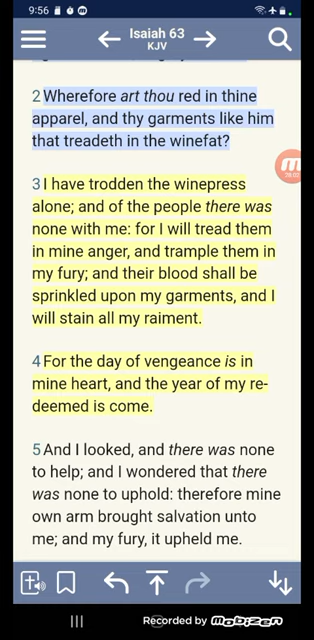 9:56
Isaiah 63
KJV
2 Wherefore art thou red in thine
apparel, and thy garments like him
that treadeth in the winefat?
3 I have trodden the winepress
alone; and of the people there was
none with me: for I will tread them
in mine anger, and trample them in
my fury; and their blood shall be
sprinkled upon my garments, and I
will stain all my raiment.
4 For the day of vengeance is in
mine heart, and the year of my re-
deemed is come.
5 And I looked, and there was none
to help; and I wondered that there
was none to uphold: therefore mine
own arm brought salvation unto
me; and my fury, it upheld me.
Recorded by mobizen